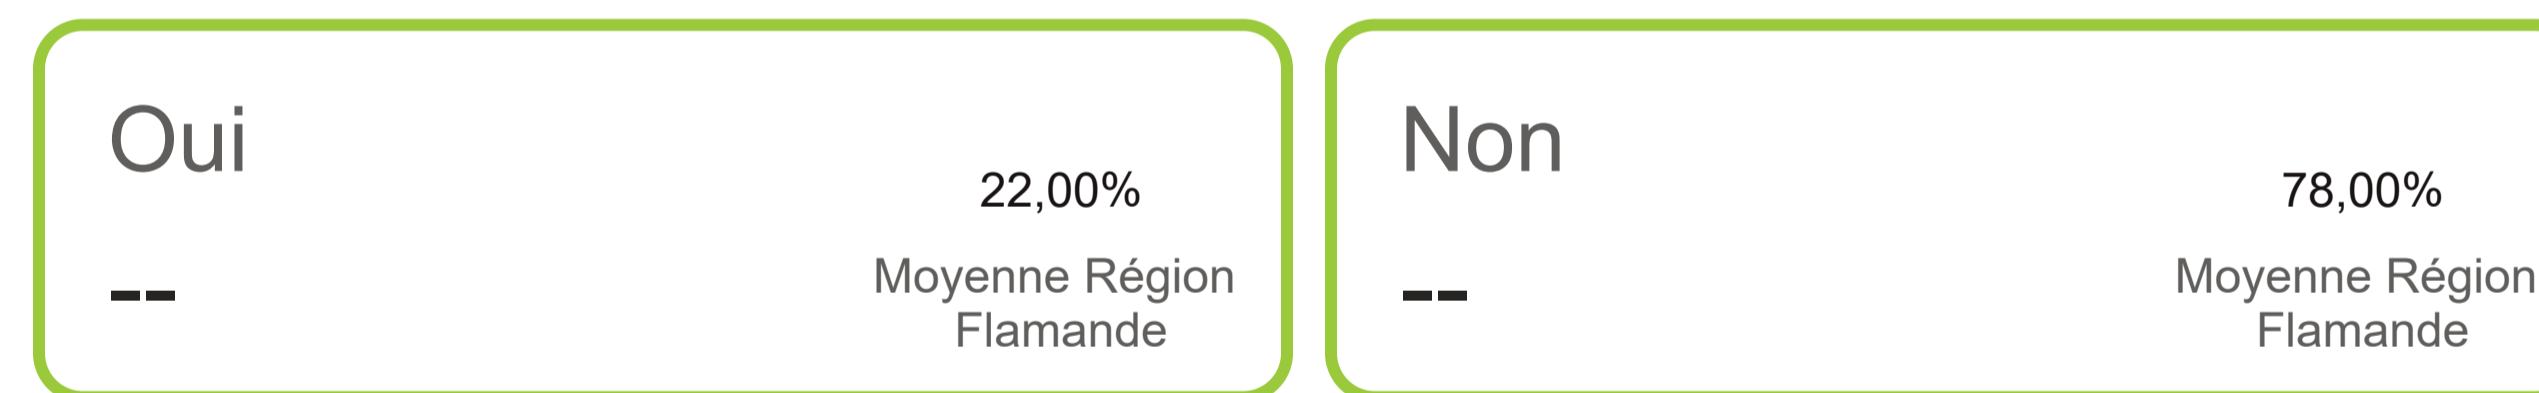 Oui
22,00%
--
Moyenne Région
Flamande
Non
78,00%
--
Moyenne Région
Flamande